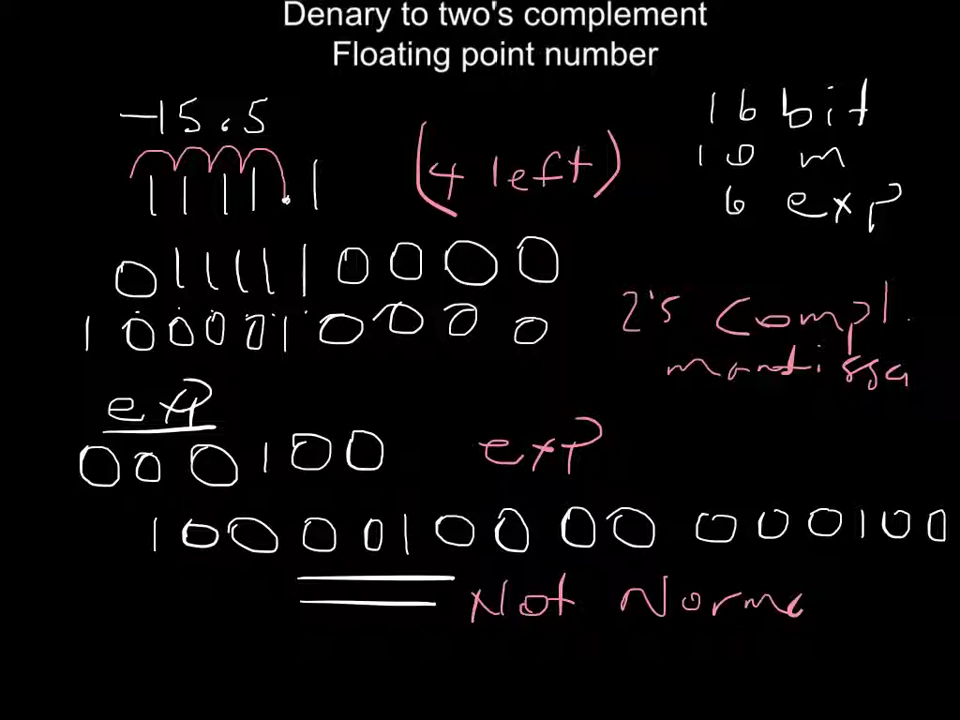 Denary to two's complement
Floating point number
-15.5
1111.1
(4 left)
16 bit
10 m
6 exp
0111110000
1000010000
2's Compl.
mantissa
exp
000100
exp
1000010000 000100
Not Norma